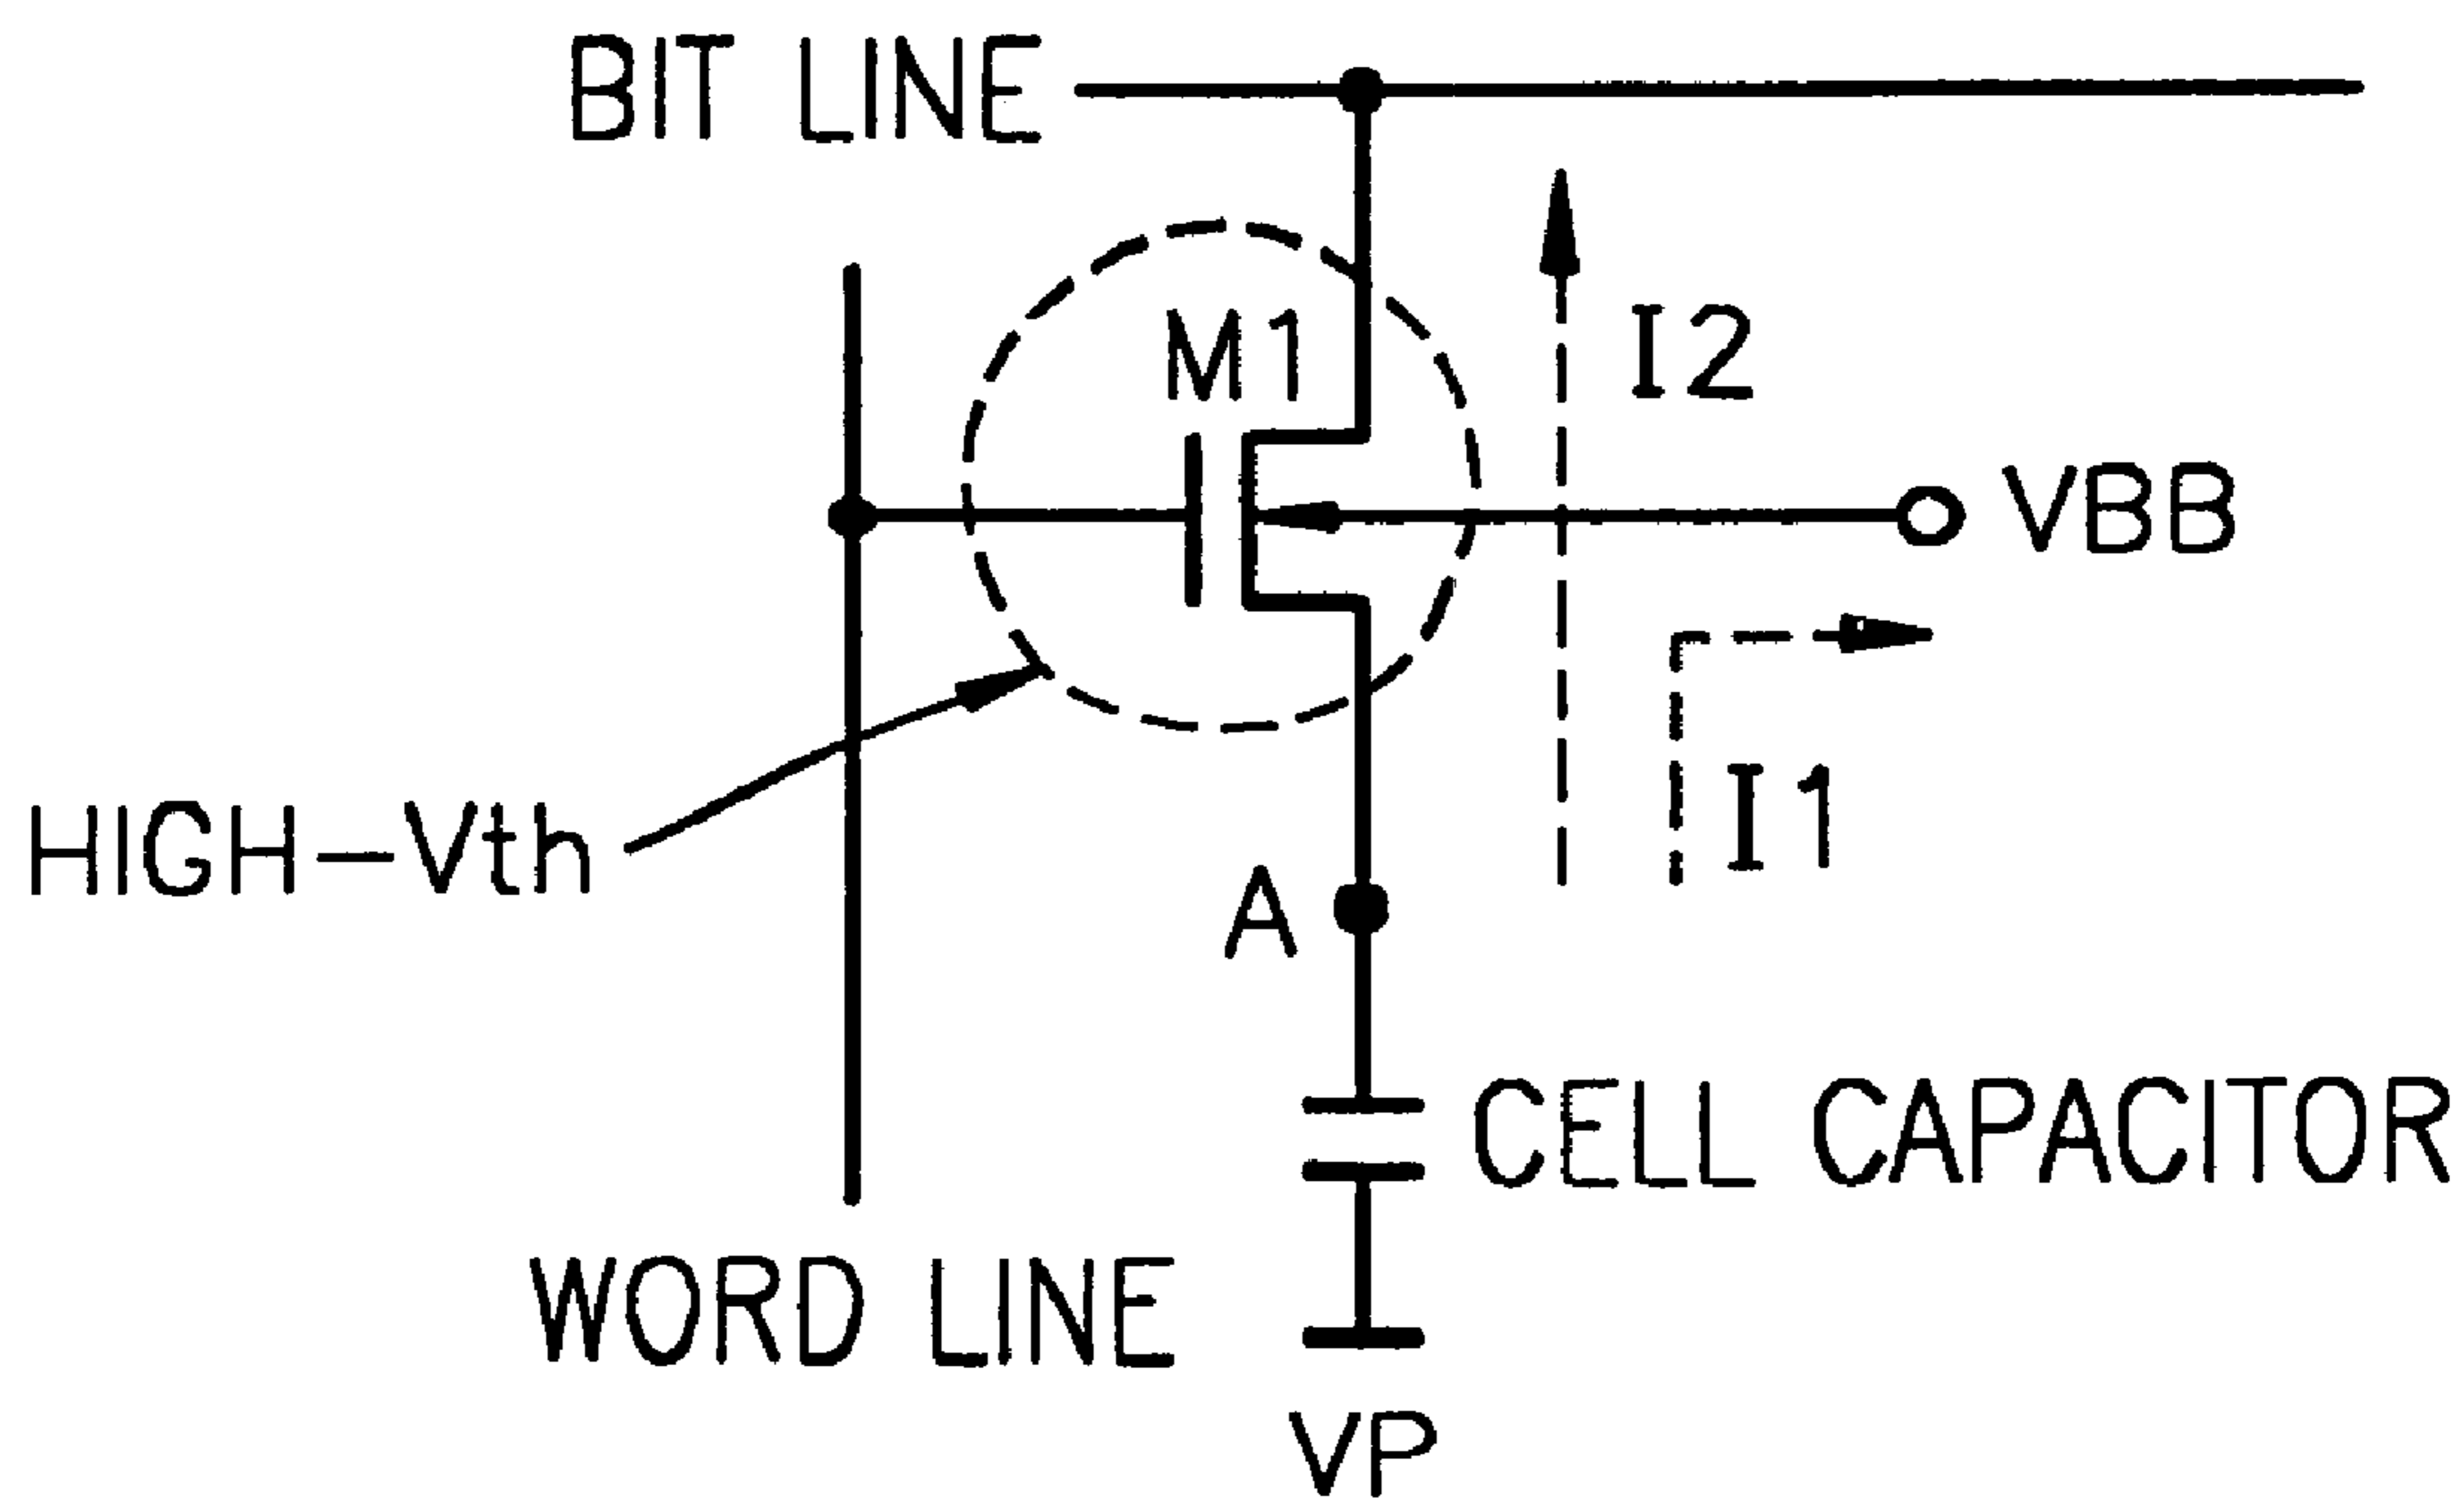 BIT LINE
M1
I2
VBB
I1
HIGH-Vth
A
CELL CAPACITOR
WORD LINE
VP